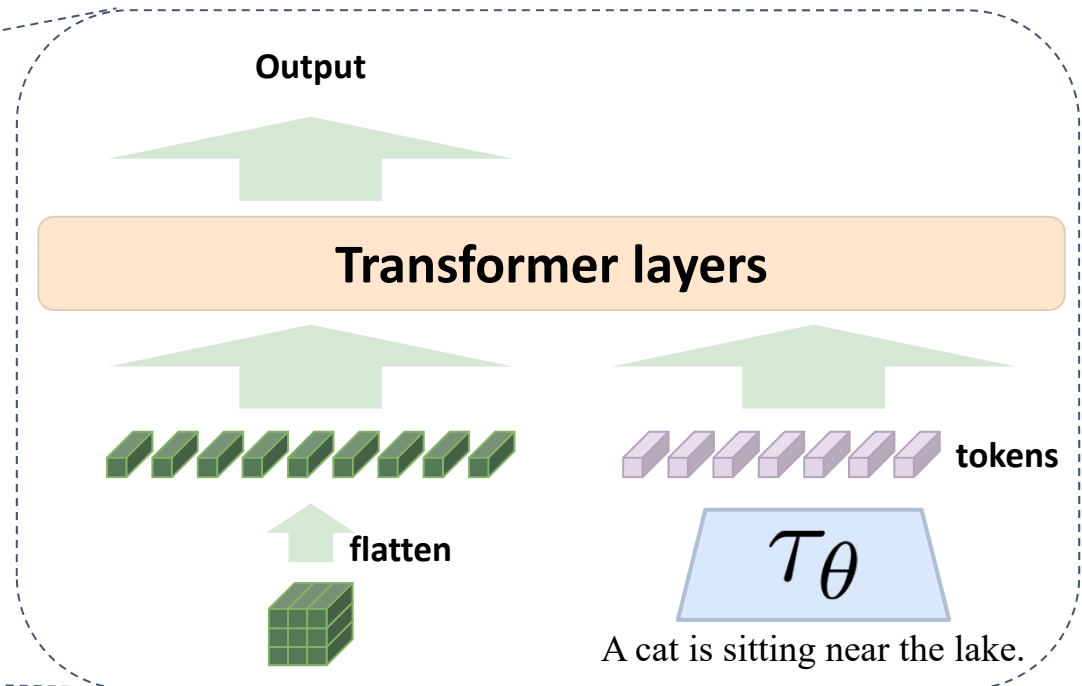 Output
Transformer layers
tokens
flatten
τθ
A cat is sitting near the lake.